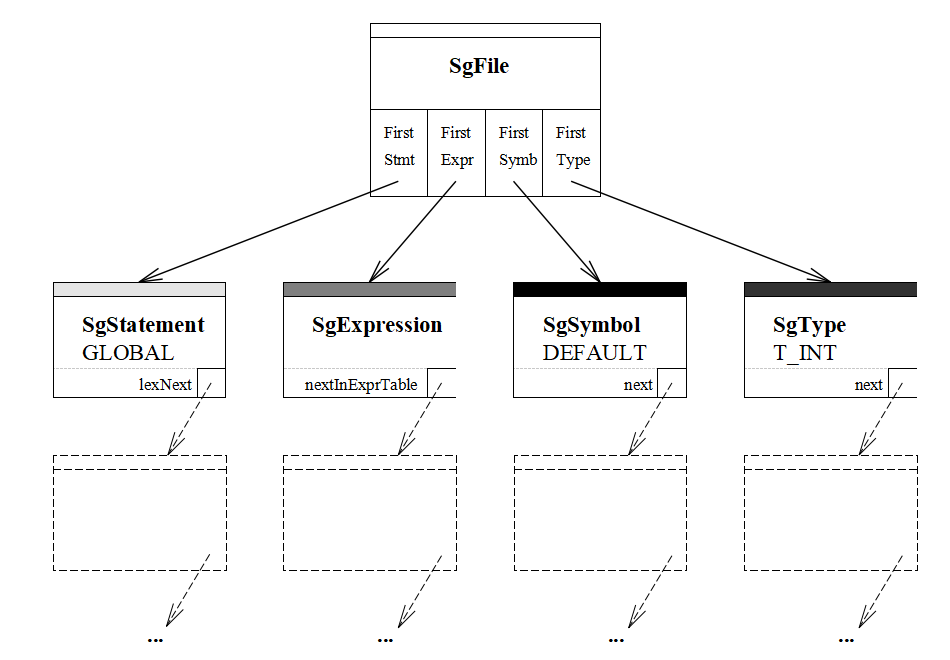 SgFile
First First First First
Stmt Expr Symb Type
SgStatement SgExpression SgSymbol SgType
GLOBAL DEFAULT T_INT
lexNext nextInExprTable next next
... ... ... ...